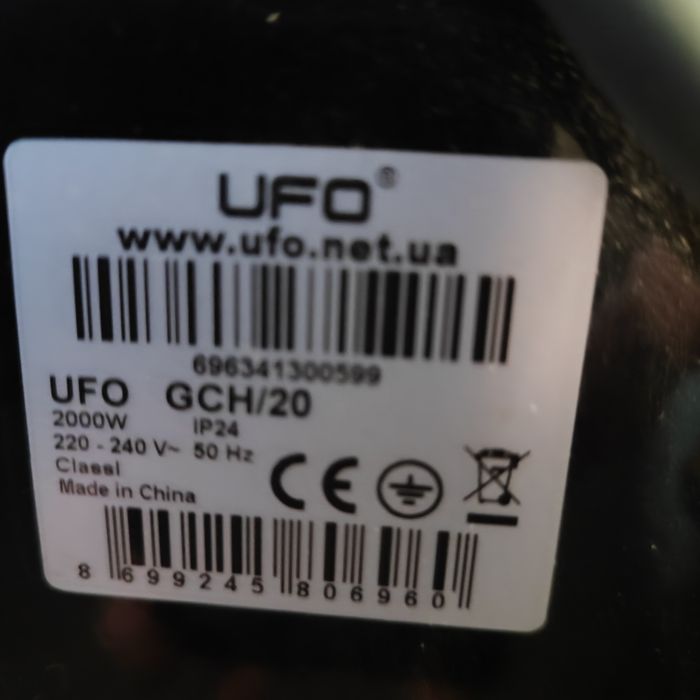 UFO®
www.ufo.net.ua
696341300599
UFO GCH/20
2000W IP24
220 - 240 V~ 50 Hz
ClassI
Made in China
CE
8 699245 806960